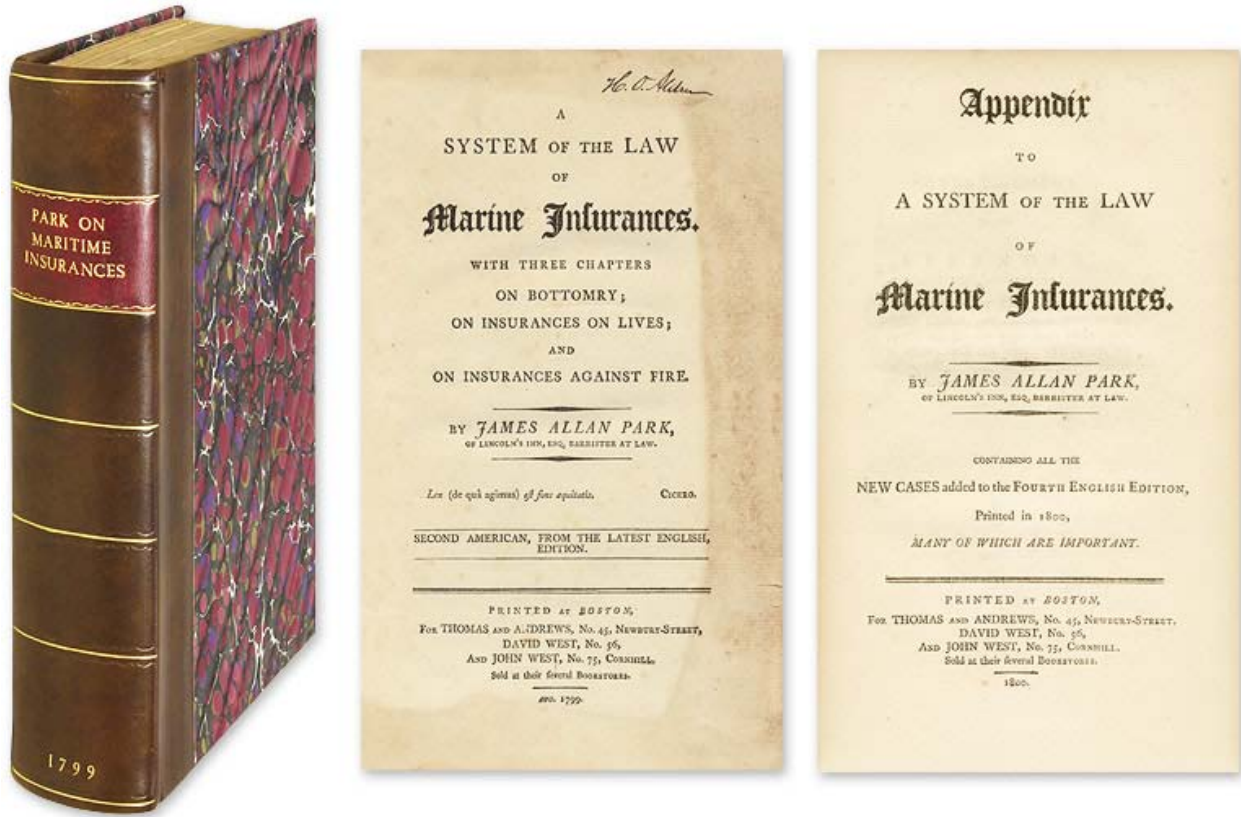 PARK ON
MARITIME
INSURANCES
1799
H. O. Alden
A
SYSTEM OF THE LAW
OF
Marine Inſurances.
WITH THREE CHAPTERS
ON BOTTOMRY;
ON INSURANCES ON LIVES;
AND
ON INSURANCES AGAINST FIRE.
BY JAMES ALLAN PARK,
OF LINCOLN'S INN, ESQ. BARRISTER AT LAW.
Lex (de quâ agimus) eſt fons æquitatis. CICERO.
SECOND AMERICAN, FROM THE LATEST ENGLISH,
EDITION.
PRINTED AT BOSTON,
FOR THOMAS AND ANDREWS, No. 45, NEWBURY-STREET,
DAVID WEST, No. 56,
AND JOHN WEST, No. 75, CORNHILL.
Sold at their ſeveral BOOKSTORES.
1799.
Appendix
TO
A SYSTEM OF THE LAW
OF
Marine Inſurances.
BY JAMES ALLAN PARK,
OF LINCOLN'S INN, ESQ. BARRISTER AT LAW.
CONTAINING ALL THE
NEW CASES added to the FOURTH ENGLISH EDITION,
Printed in 1800,
MANY OF WHICH ARE IMPORTANT.
PRINTED AT BOSTON,
FOR THOMAS AND ANDREWS, No. 45, NEWBURY-STREET.
DAVID WEST, No. 56,
AND JOHN WEST, No. 75, CORNHILL.
Sold at their ſeveral BOOKSTORES.
1800.